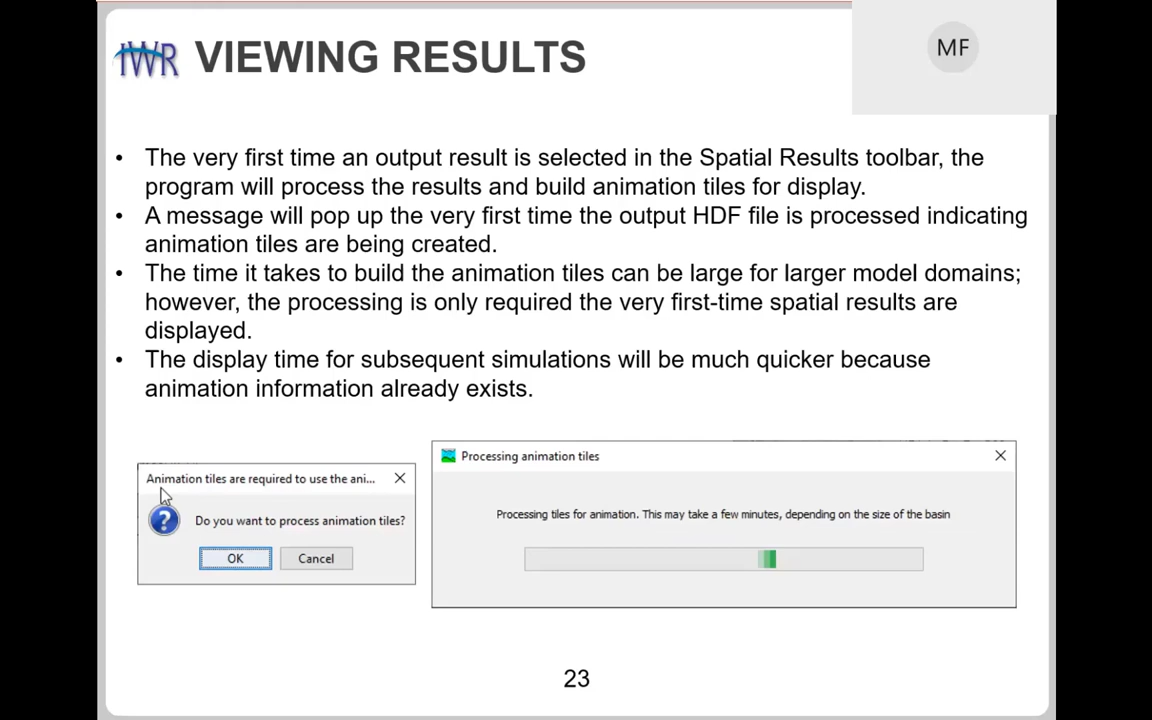 IWR VIEWING RESULTS
MF
• The very first time an output result is selected in the Spatial Results toolbar, the
program will process the results and build animation tiles for display.
• A message will pop up the very first time the output HDF file is processed indicating
animation tiles are being created.
• The time it takes to build the animation tiles can be large for larger model domains;
however, the processing is only required the very first-time spatial results are
displayed.
• The display time for subsequent simulations will be much quicker because
animation information already exists.
Animation tiles are required to use the ani...
Do you want to process animation tiles?
OK Cancel
Processing animation tiles
Processing tiles for animation. This may take a few minutes, depending on the size of the basin
23